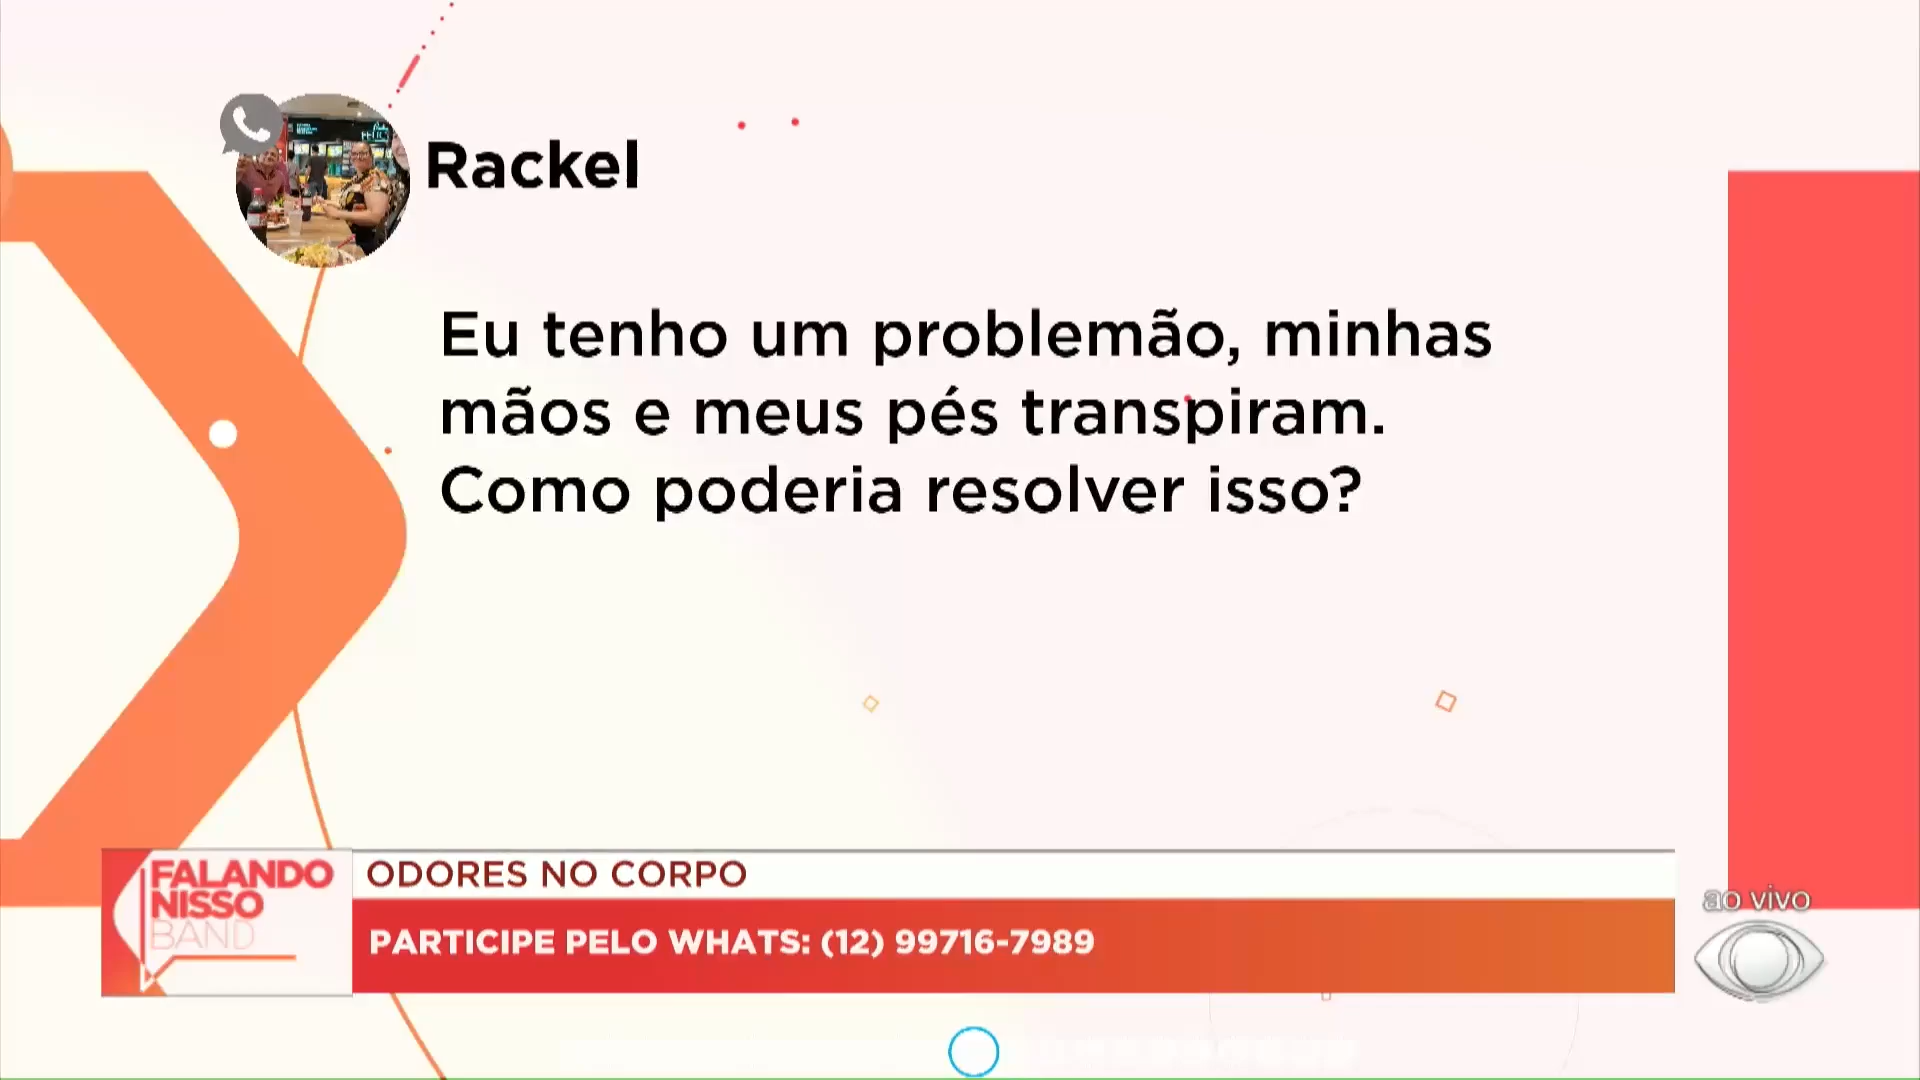 Rackel
Eu tenho um problemão, minhas
mãos e meus pés transpiram.
Como poderia resolver isso?
FALANDO
NISSO
BAND
ODORES NO CORPO
PARTICIPE PELO WHATS: (12) 99716-7989
ao vivo